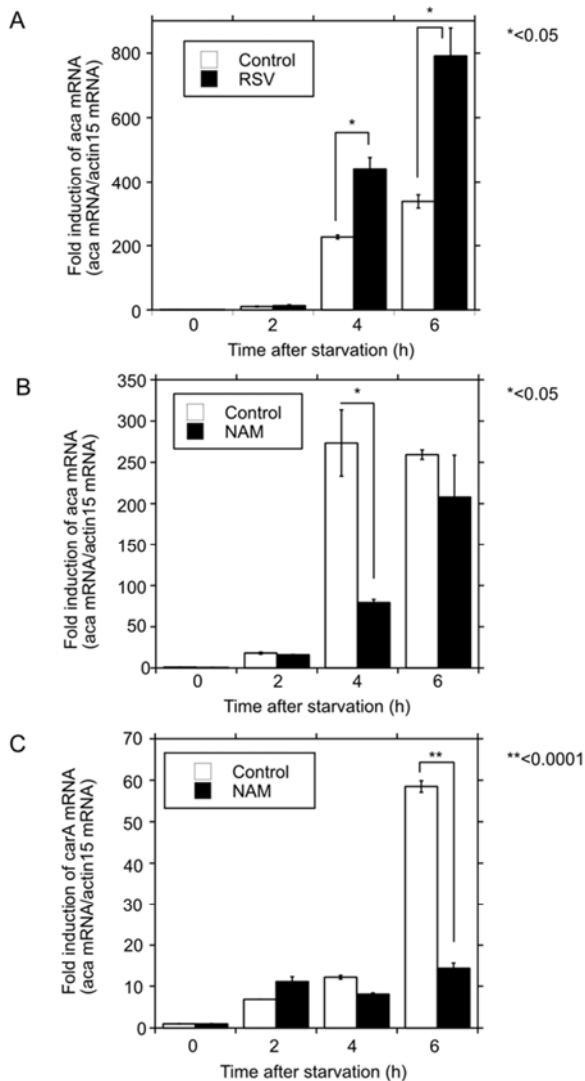 A
*<0.05
Control
RSV
*
*
Fold induction of aca mRNA
(aca mRNA/actin15 mRNA)
800
600
400
200
0
0 2 4 6
Time after starvation (h)
B
*<0.05
Control
NAM
*
Fold induction of aca mRNA
(aca mRNA/actin15 mRNA)
350
300
250
200
150
100
50
0
0 2 4 6
Time after starvation (h)
C
**<0.0001
Control
NAM
**
Fold induction of carA mRNA
(aca mRNA/actin15 mRNA)
70
60
50
40
30
20
10
0
0 2 4 6
Time after starvation (h)